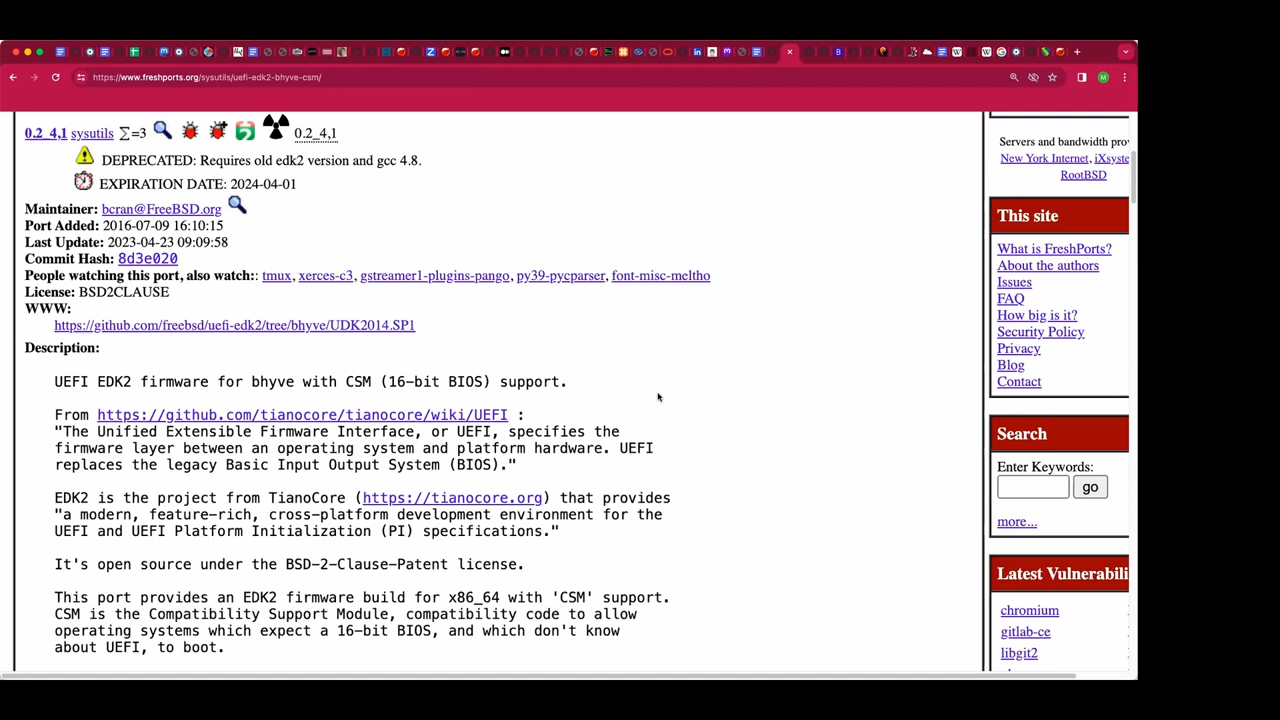 https://www.freshports.org/sysutils/uefi-edk2-bhyve-csm/
0.2_4,1 sysutils ∑=3 0.2_4,1
DEPRECATED: Requires old edk2 version and gcc 4.8.
EXPIRATION DATE: 2024-04-01
Maintainer: bcran@FreeBSD.org
Port Added: 2016-07-09 16:10:15
Last Update: 2023-04-23 09:09:58
Commit Hash: 8d3e020
People watching this port, also watch:: tmux, xerces-c3, gstreamer1-plugins-pango, py39-pycparser, font-misc-meltho
License: BSD2CLAUSE
WWW:
https://github.com/freebsd/uefi-edk2/tree/bhyve/UDK2014.SP1
Description:
UEFI EDK2 firmware for bhyve with CSM (16-bit BIOS) support.
From https://github.com/tianocore/tianocore/wiki/UEFI :
"The Unified Extensible Firmware Interface, or UEFI, specifies the
firmware layer between an operating system and platform hardware. UEFI
replaces the legacy Basic Input Output System (BIOS)."
EDK2 is the project from TianoCore (https://tianocore.org) that provides
"a modern, feature-rich, cross-platform development environment for the
UEFI and UEFI Platform Initialization (PI) specifications."
It's open source under the BSD-2-Clause-Patent license.
This port provides an EDK2 firmware build for x86_64 with 'CSM' support.
CSM is the Compatibility Support Module, compatibility code to allow
operating systems which expect a 16-bit BIOS, and which don't know
about UEFI, to boot.
Servers and bandwidth prov
New York Internet, iXsyste
RootBSD
This site
What is FreshPorts?
About the authors
Issues
FAQ
How big is it?
Security Policy
Privacy
Blog
Contact
Search
Enter Keywords:
go
more...
Latest Vulnerabili
chromium
gitlab-ce
libgit2